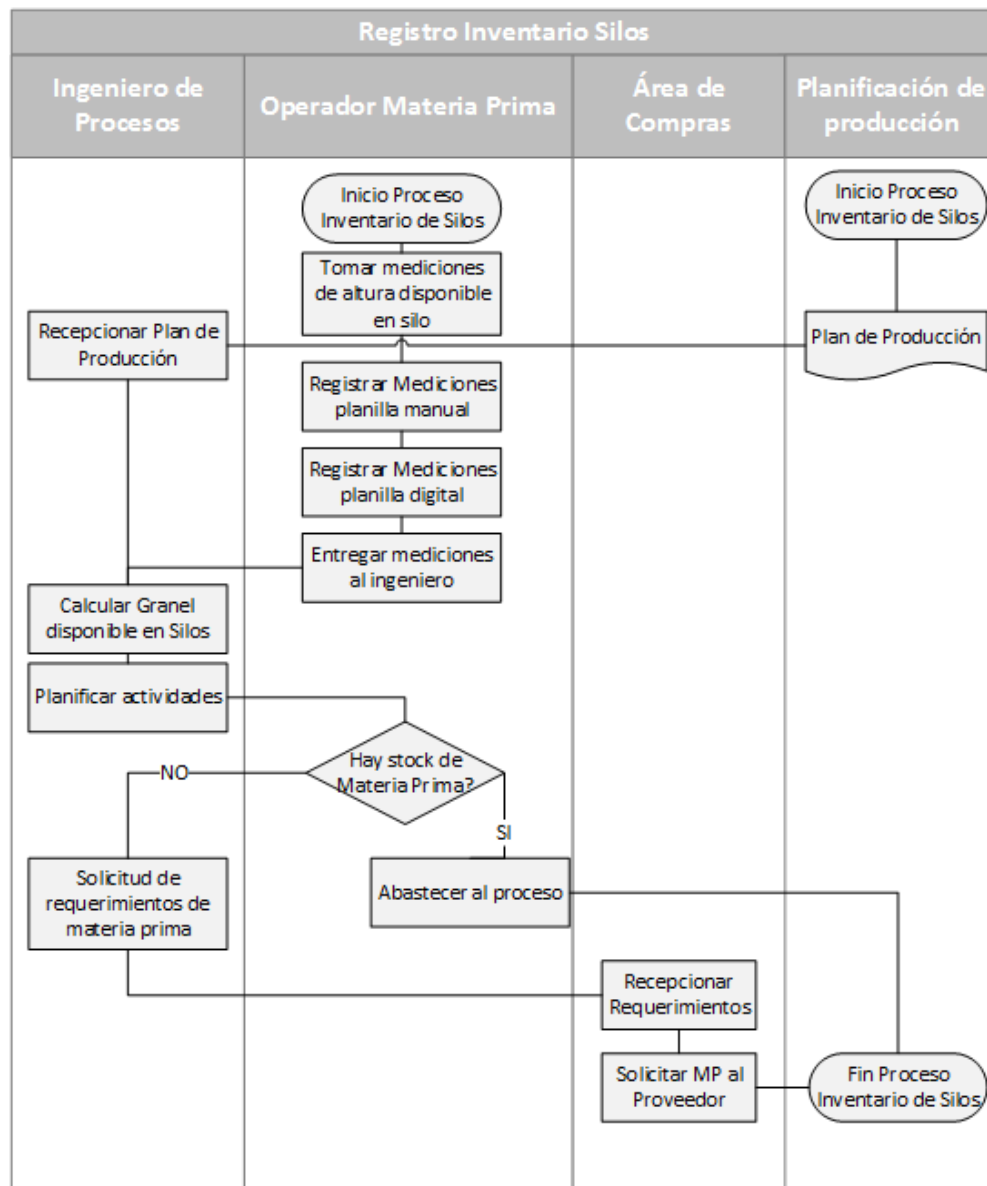 Registro Inventario Silos
Ingeniero de
Procesos
Operador Materia Prima
Área de
Compras
Planificación de
producción
Inicio Proceso
Inventario de Silos
Inicio Proceso
Inventario de Silos
Tomar mediciones
de altura disponible
en silo
Recepcionar Plan de
Producción
Plan de Producción
Registrar Mediciones
planilla manual
Registrar Mediciones
planilla digital
Entregar mediciones
al ingeniero
Calcular Granel
disponible en Silos
Planificar actividades
Hay stock de
Materia Prima?
NO
SI
Solicitud de
requerimientos de
materia prima
Abastecer al proceso
Recepcionar
Requerimientos
Solicitar MP al
Proveedor
Fin Proceso
Inventario de Silos